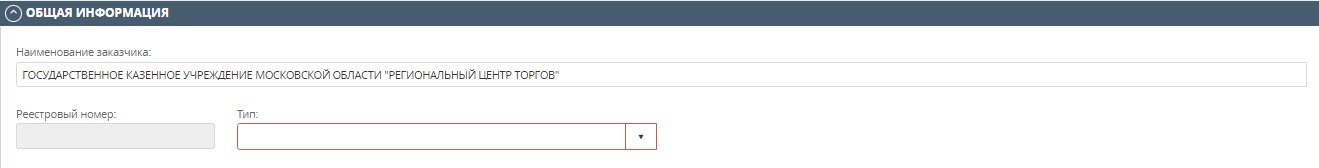 ОБЩАЯ ИНФОРМАЦИЯ
Наименование заказчика:
ГОСУДАРСТВЕННОЕ КАЗЕННОЕ УЧРЕЖДЕНИЕ МОСКОВСКОЙ ОБЛАСТИ "РЕГИОНАЛЬНЫЙ ЦЕНТР ТОРГОВ"
Реестровый номер: Тип: